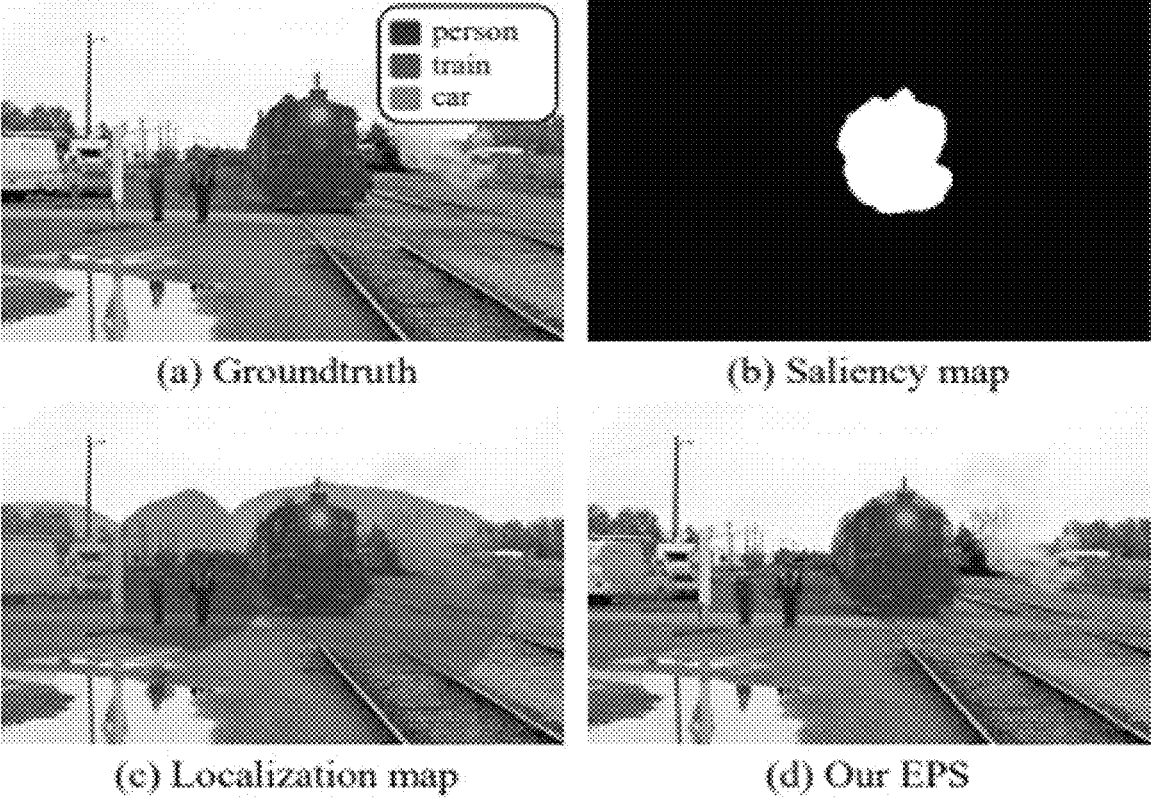 person
train
car
(a) Groundtruth
(b) Saliency map
(c) Localization map
(d) Our EPS